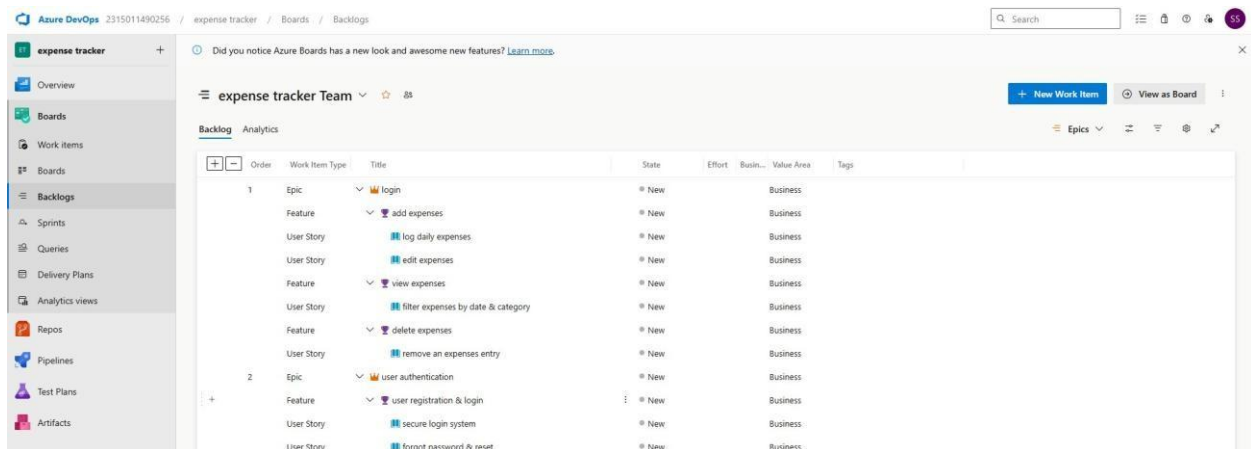 Azure DevOps 2315011490256 / expense tracker / Boards / Backlogs Search SS
ET expense tracker +
Did you notice Azure Boards has a new look and awesome new features? Learn more.
Overview
Boards
Work items
Boards
Backlogs
Sprints
Queries
Delivery Plans
Analytics views
Repos
Pipelines
Test Plans
Artifacts
expense tracker Team
+ New Work Item View as Board
Backlog Analytics Epics
Order Work Item Type Title State Effort Busin... Value Area Tags
1 Epic login New Business
Feature add expenses New Business
User Story log daily expenses New Business
User Story edit expenses New Business
Feature view expenses New Business
User Story filter expenses by date & category New Business
Feature delete expenses New Business
User Story remove an expenses entry New Business
2 Epic user authentication New Business
+ Feature user registration & login New Business
User Story secure login system New Business
User Story forgot password & reset New Business